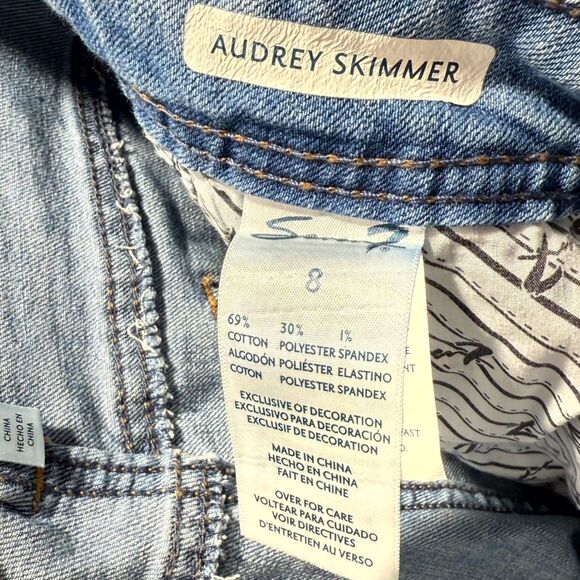 AUDREY SKIMMER
Seven7
8
69% 30% 1%
COTTON POLYESTER SPANDEX
ALGODÓN POLIÉSTER ELASTINO
COTON POLYESTER SPANDEX
EXCLUSIVE OF DECORATION
EXCLUSIVO PARA DECORACIÓN
EXCLUSIF DE DECORATION
MADE IN CHINA
HECHO EN CHINA
FAIT EN CHINE
OVER FOR CARE
VOLTEAR PARA CUIDADO
VOIR DIRECTIVES
D'ENTRETIEN AU VERSO
CHINA
HECHO EN
CHINA